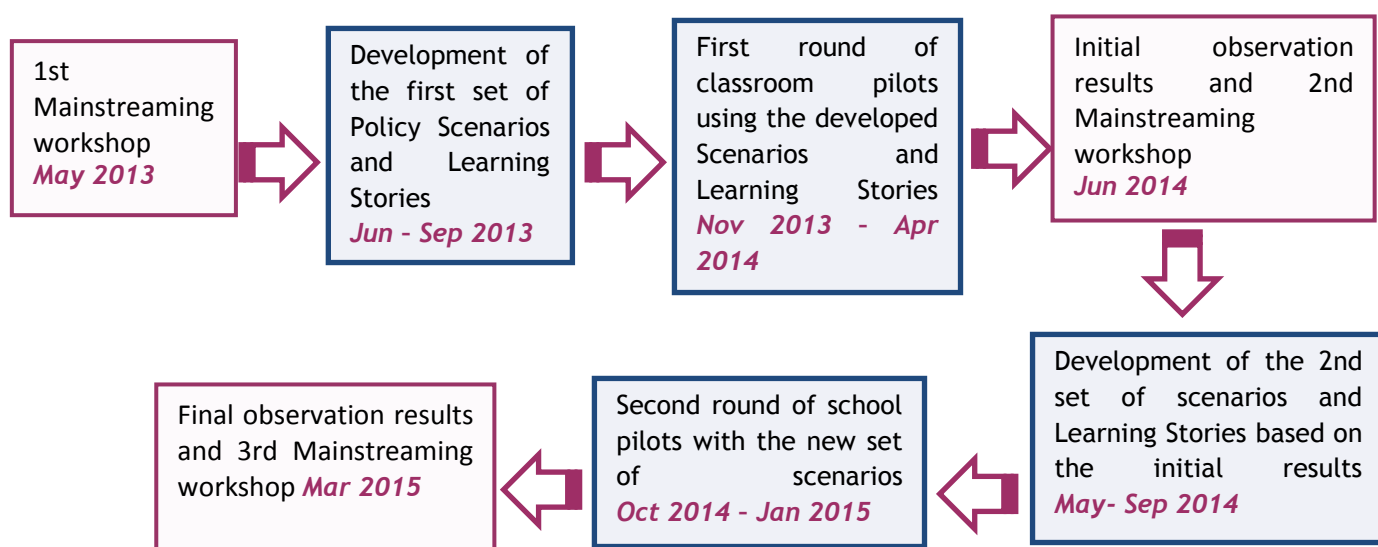 1st
Mainstreaming
workshop
May 2013
Development of
the first set of
Policy Scenarios
and Learning
Stories
Jun – Sep 2013
First round of
classroom pilots
using the developed
Scenarios and
Learning Stories
Nov 2013 – Apr
2014
Initial observation
results and 2nd
Mainstreaming
workshop
Jun 2014
Development of the 2nd
set of scenarios and
Learning Stories based on
the initial results
May- Sep 2014
Second round of school
pilots with the new set
of scenarios
Oct 2014 – Jan 2015
Final observation results
and 3rd Mainstreaming
workshop Mar 2015